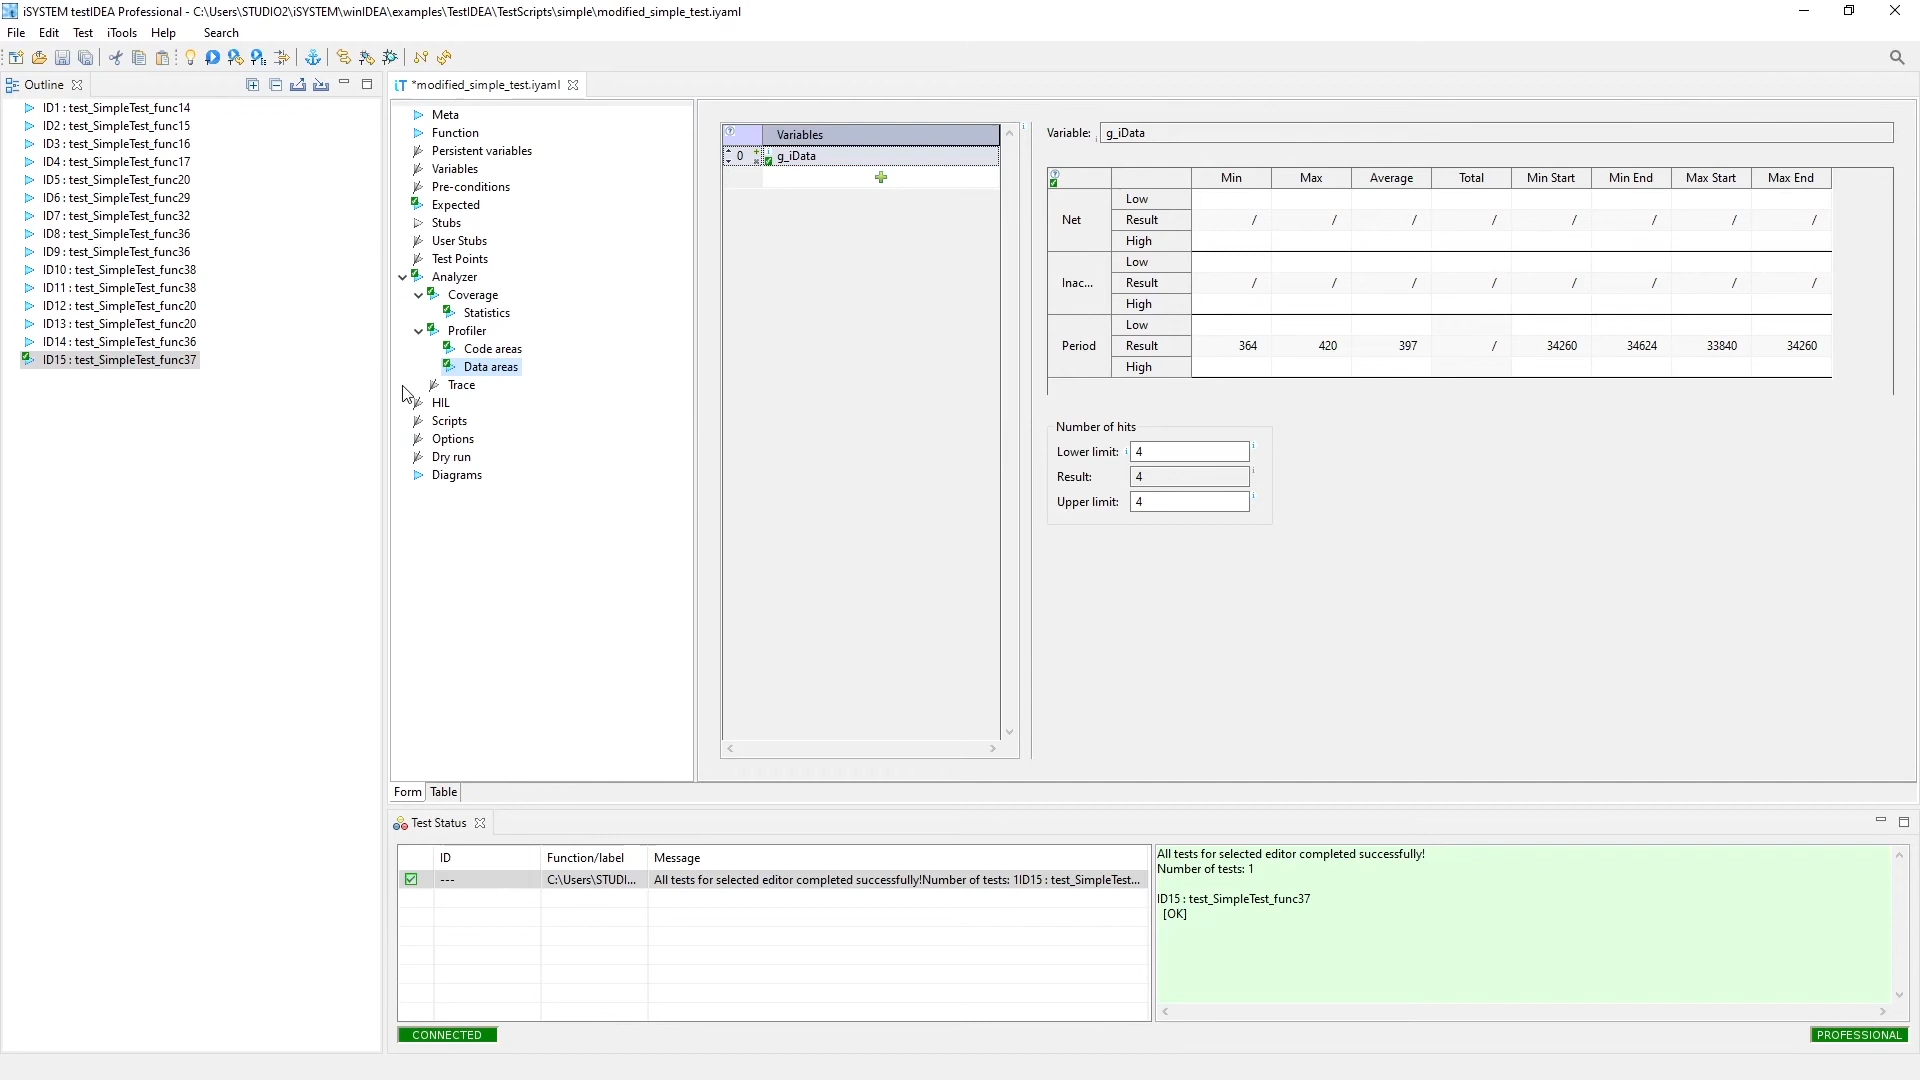 iSYSTEM testIDEA Professional - C:\Users\STUDIO2\iSYSTEM\winIDEA\examples\TestIDEA\TestScripts\simple\modified_simple_test.iyaml
File Edit Test iTools Help Search
Outline
ID1 : test_SimpleTest_func14
ID2 : test_SimpleTest_func15
ID3 : test_SimpleTest_func16
ID4 : test_SimpleTest_func17
ID5 : test_SimpleTest_func20
ID6 : test_SimpleTest_func29
ID7 : test_SimpleTest_func32
ID8 : test_SimpleTest_func36
ID9 : test_SimpleTest_func36
ID10 : test_SimpleTest_func38
ID11 : test_SimpleTest_func38
ID12 : test_SimpleTest_func20
ID13 : test_SimpleTest_func20
ID14 : test_SimpleTest_func36
ID15 : test_SimpleTest_func37
iT *modified_simple_test.iyaml
Meta
Function
Persistent variables
Variables
Pre-conditions
Expected
Stubs
User Stubs
Test Points
Analyzer
Coverage
Statistics
Profiler
Code areas
Data areas
Trace
HIL
Scripts
Options
Dry run
Diagrams
Variables
0 g_iData
Variable: g_iData
Min Max Average Total Min Start Min End Max Start Max End
Low
Net Result / / / / / / / /
High
Low
Inac... Result / / / / / / / /
High
Low
Period Result 364 420 397 / 34260 34624 33840 34260
High
Number of hits
Lower limit: 4
Result: 4
Upper limit: 4
Form Table
Test Status
ID Function/label Message
--- C:\Users\STUDI... All tests for selected editor completed successfully!Number of tests: 1ID15 : test_SimpleTest...
All tests for selected editor completed successfully!
Number of tests: 1
ID15 : test_SimpleTest_func37
[OK]
CONNECTED
PROFESSIONAL